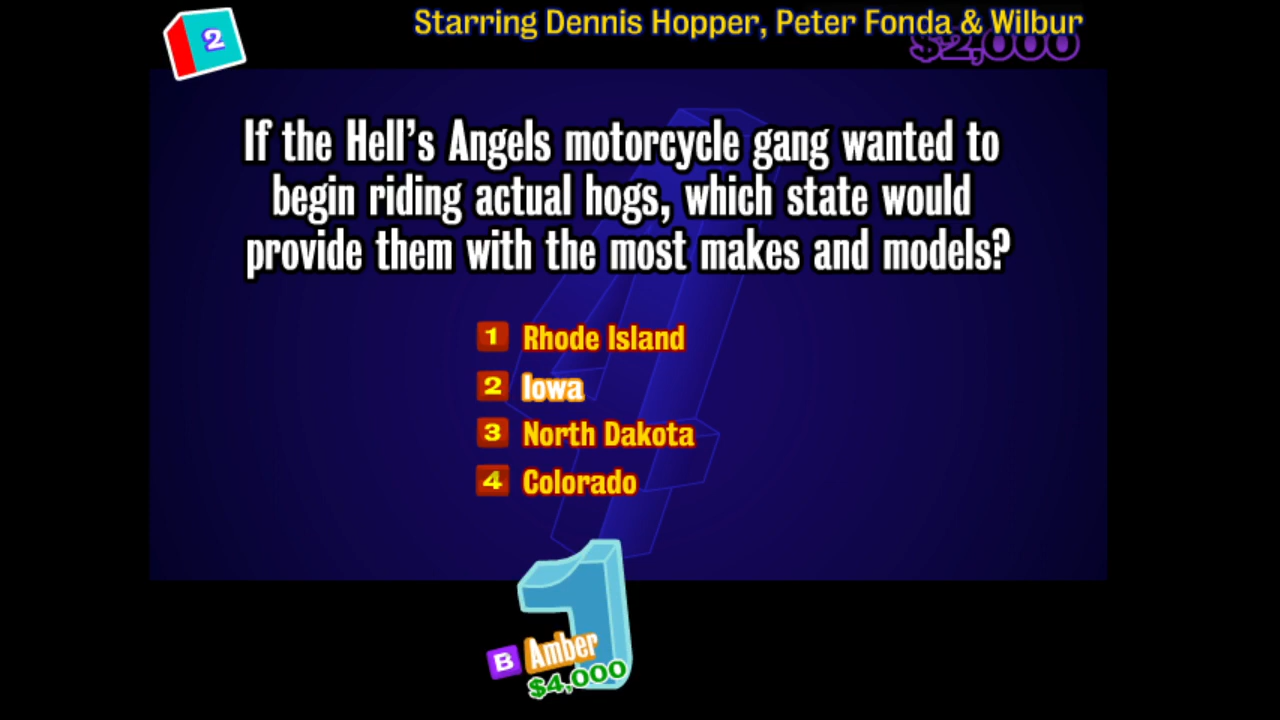 2
Starring Dennis Hopper, Peter Fonda & Wilbur
$2,000
If the Hell's Angels motorcycle gang wanted to
begin riding actual hogs, which state would
provide them with the most makes and models?
1 Rhode Island
2 Iowa
3 North Dakota
4 Colorado
1
B Amber
$4,000